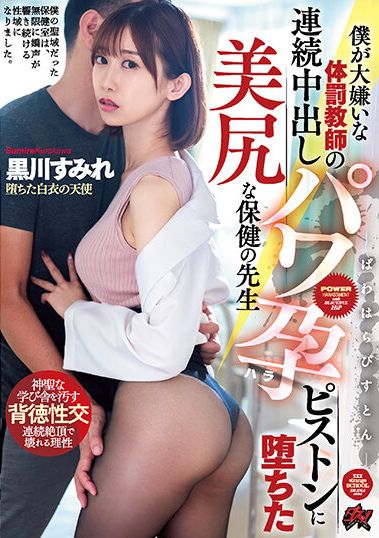 僕が大嫌いな
体罰教師の
連続中出し
パワ孕ピストンに
ハラ
堕ちた
美尻な保健の先生
―ぱわはらぴすとん―
POWER
HARASSMENT
僕の聖域だった
保健室は、
無限に嬌声が
響き続ける
性域に
なりました。
Sumire Kurokawa
黒川すみれ
堕ちた白衣の天使
神聖な
学び舎を汚す
背徳性交
連続絶頂で
壊れる理性
SCHOOL